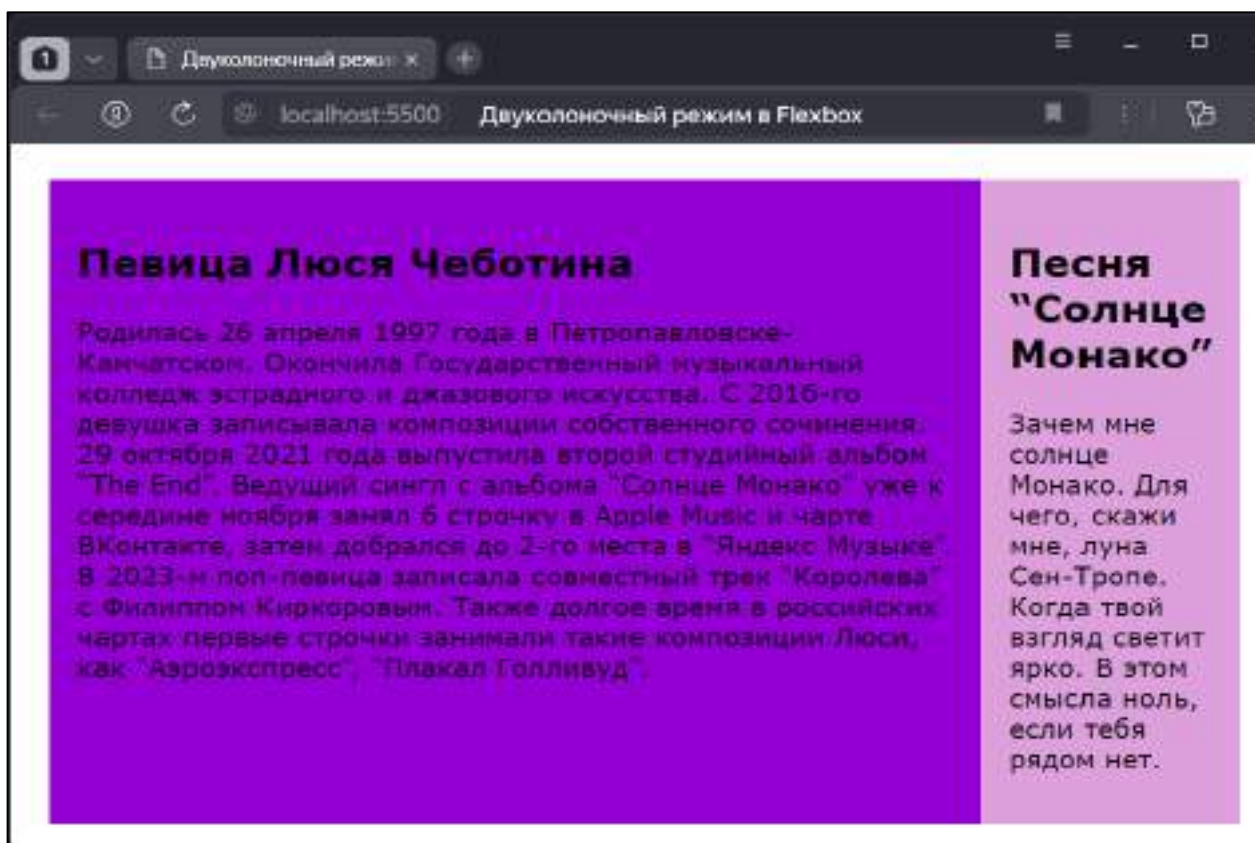 1
Двуколоночный режи
localhost:5500 Двуколоночный режим в Flexbox
Певица Люся Чеботина
Родилась 26 апреля 1997 года в Петропавловске-
Камчатском. Окончила Государственный музыкальный
колледж эстрадного и джазового искусства. С 2016-го
девушка записывала композиции собственного сочинения.
29 октября 2021 года выпустила второй студийный альбом
"The End". Ведущий сингл с альбома "Солнце Монако" уже к
середине ноября занял 6 строчку в Apple Music и чарте
ВКонтакте, затем добрался до 2-го места в "Яндекс Музыке".
В 2023-м поп-певица записала совместный трек "Королева"
с Филиппом Киркоровым. Также долгое время в российских
чартах первые строчки занимали такие композиции Люси,
как "Аэроэкспресс", "Плакал Голливуд".
Песня
“Солнце
Монако”
Зачем мне
солнце
Монако. Для
чего, скажи
мне, луна
Сен-Тропе.
Когда твой
взгляд светит
ярко. В этом
смысла ноль,
если тебя
рядом нет.